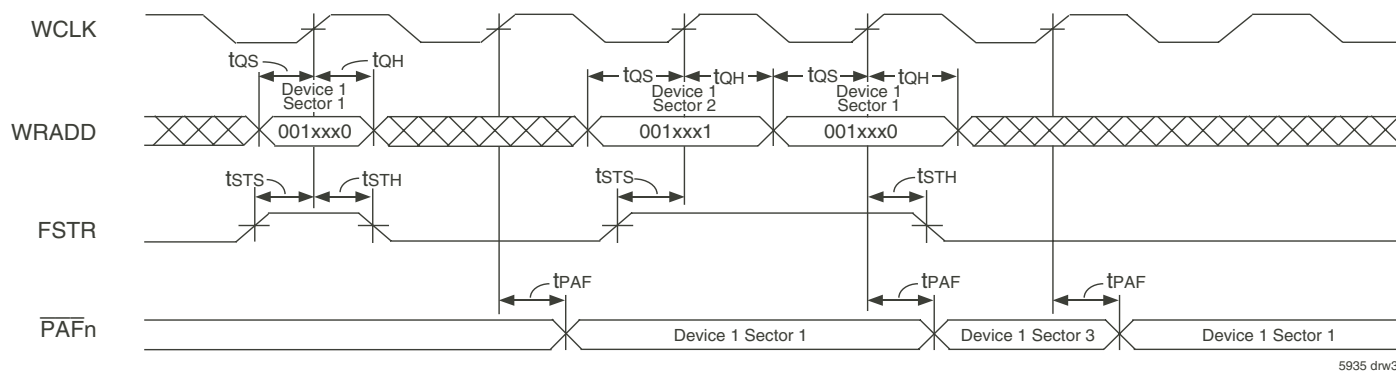 WCLK
tQS tQH tQS tQH tQS tQH
Device 1 Sector 1 Device 1 Sector 2 Device 1 Sector 1
WRADD 001xxx0 001xxx1 001xxx0
tSTS tSTH tSTS tSTH
FSTR
tPAF tPAF tPAF
PAFn Device 1 Sector 1 Device 1 Sector 3 Device 1 Sector 1